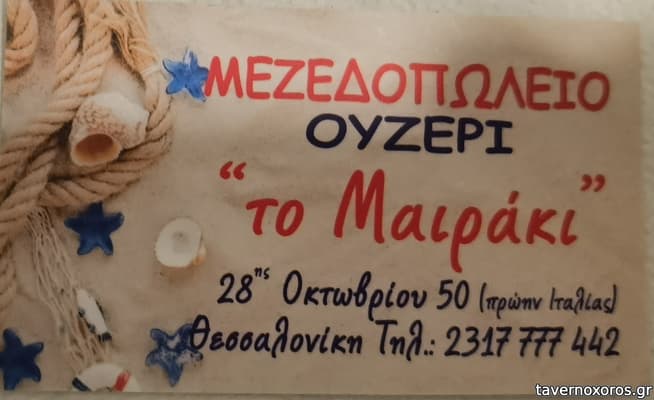 ΜΕΖΕΔΟΠΩΛΕΙΟ
ΟΥΖΕΡΙ
“το Μαιράκι”
28ης Οκτωβρίου 50 (πρώην Ιταλίας)
Θεσσαλονίκη Τηλ.: 2317 777 442
tavernoxoros.gr